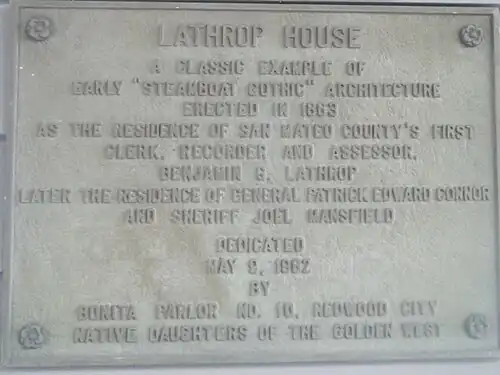 LATHROP HOUSE
A CLASSIC EXAMPLE OF
EARLY "STEAMBOAT GOTHIC" ARCHITECTURE
ERECTED IN 1863
AS THE RESIDENCE OF SAN MATEO COUNTY'S FIRST
CLERK, RECORDER AND ASSESSOR,
BENJAMIN G. LATHROP
LATER THE RESIDENCE OF GENERAL PATRICK EDWARD CONNOR
AND SHERIFF JOEL MANSFIELD
DEDICATED
MAY 9, 1982
BY
BONITA PARLOR NO. 10, REDWOOD CITY
NATIVE DAUGHTERS OF THE GOLDEN WEST